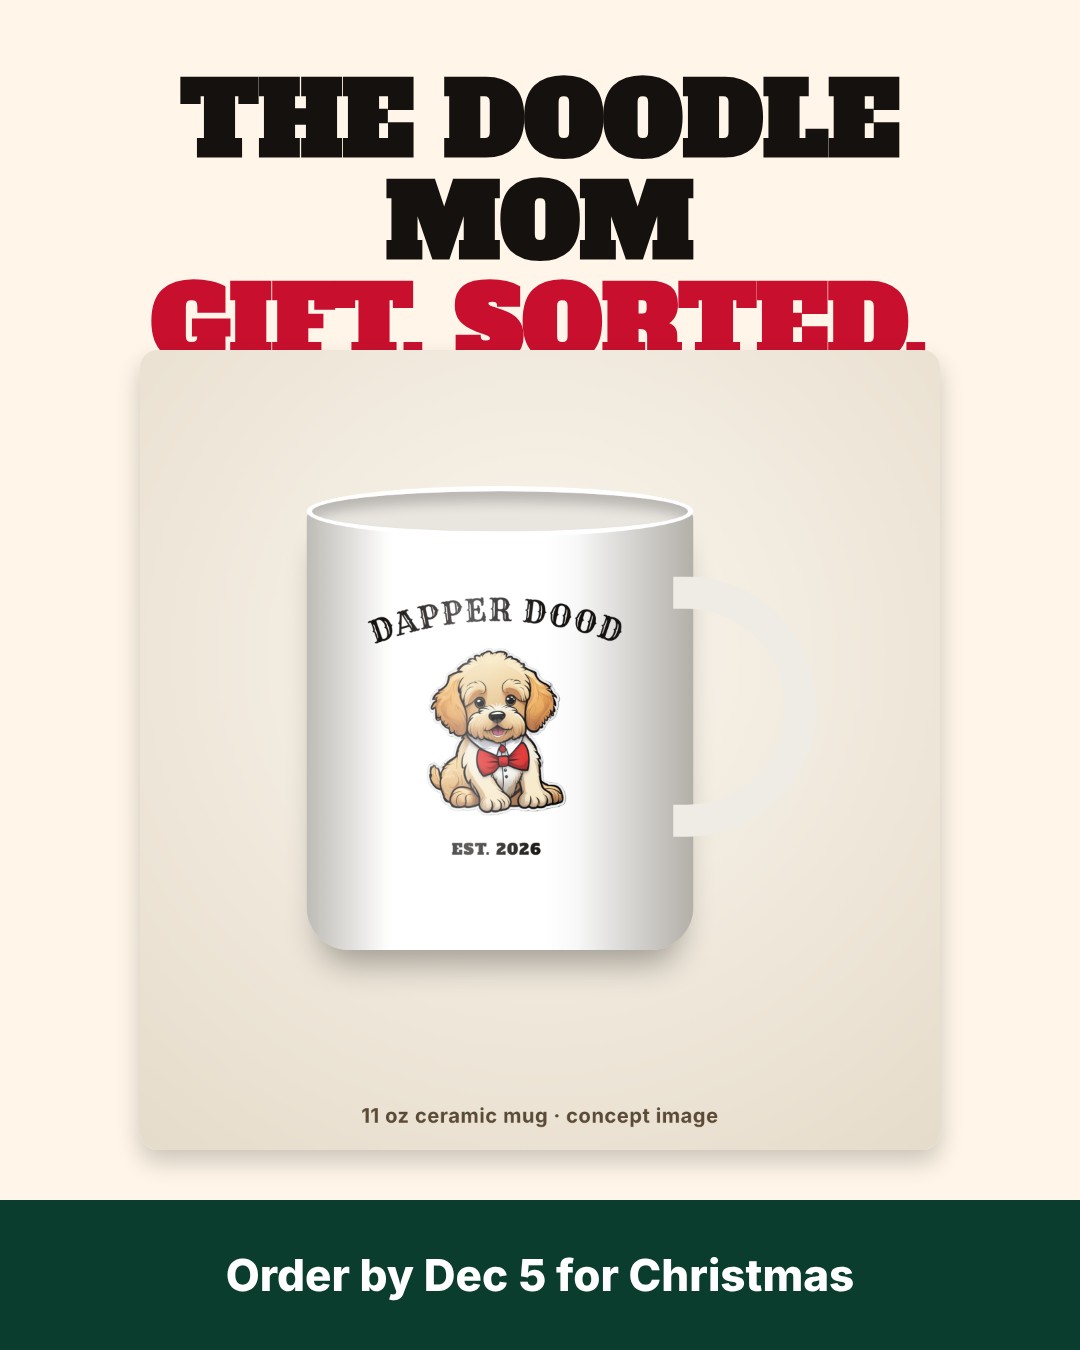 THE DOODLE
MOM
GIFT. SORTED.
DAPPER DOOD
EST. 2026
11 oz ceramic mug · concept image
Order by Dec 5 for Christmas